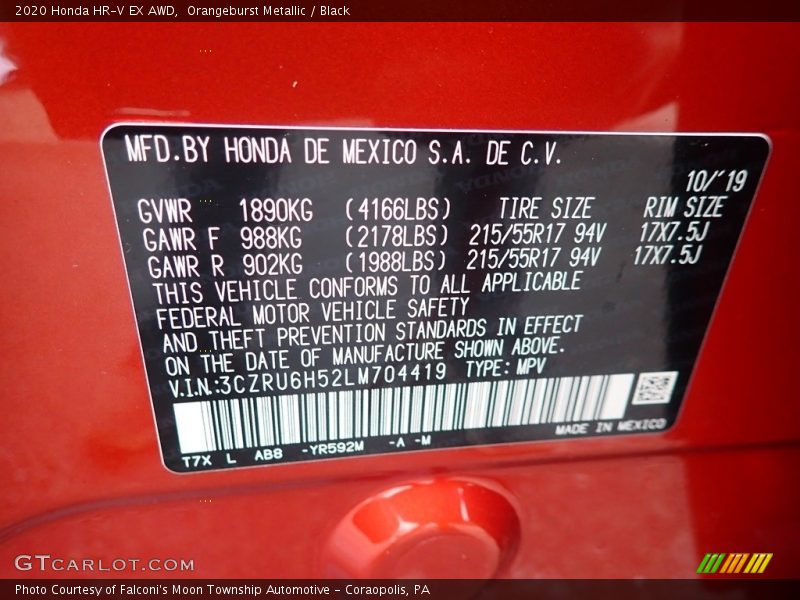 2020 Honda HR-V EX AWD,  Orangeburst Metallic / Black
MFD.BY HONDA DE MEXICO S.A. DE C.V.
10/'19
GVWR 1890KG (4166LBS) TIRE SIZE RIM SIZE
GAWR F 988KG (2178LBS) 215/55R17 94V 17X7.5J
GAWR R 902KG (1988LBS) 215/55R17 94V 17X7.5J
THIS VEHICLE CONFORMS TO ALL APPLICABLE
FEDERAL MOTOR VEHICLE SAFETY
AND THEFT PREVENTION STANDARDS IN EFFECT
ON THE DATE OF MANUFACTURE SHOWN ABOVE.
V.I.N.:3CZRU6H52LM704419 TYPE: MPV
T7X L AB8 -YR592M -A -M MADE IN MEXICO
GTCARLOT.COM
Photo Courtesy of Falconi's Moon Township Automotive - Coraopolis, PA